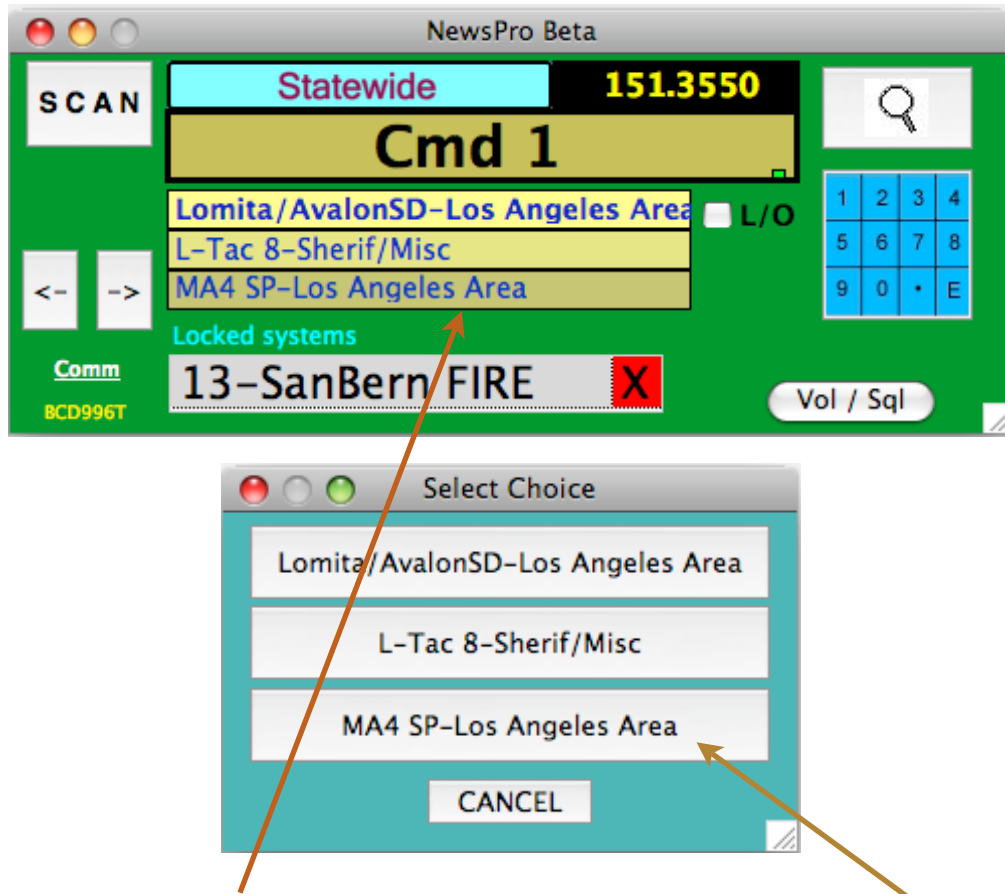 NewsPro Beta
SCAN
Statewide
151.3550
Cmd 1
Lomita/AvalonSD-Los Angeles Area
L/O
L-Tac 8-Sherif/Misc
MA4 SP-Los Angeles Area
1 2 3 4
5 6 7 8
9 0 • E
<- ->
Locked systems
Comm
13-SanBern FIRE X
BCD996T
Vol / Sql
Select Choice
Lomita/AvalonSD-Los Angeles Area
L-Tac 8-Sherif/Misc
MA4 SP-Los Angeles Area
CANCEL